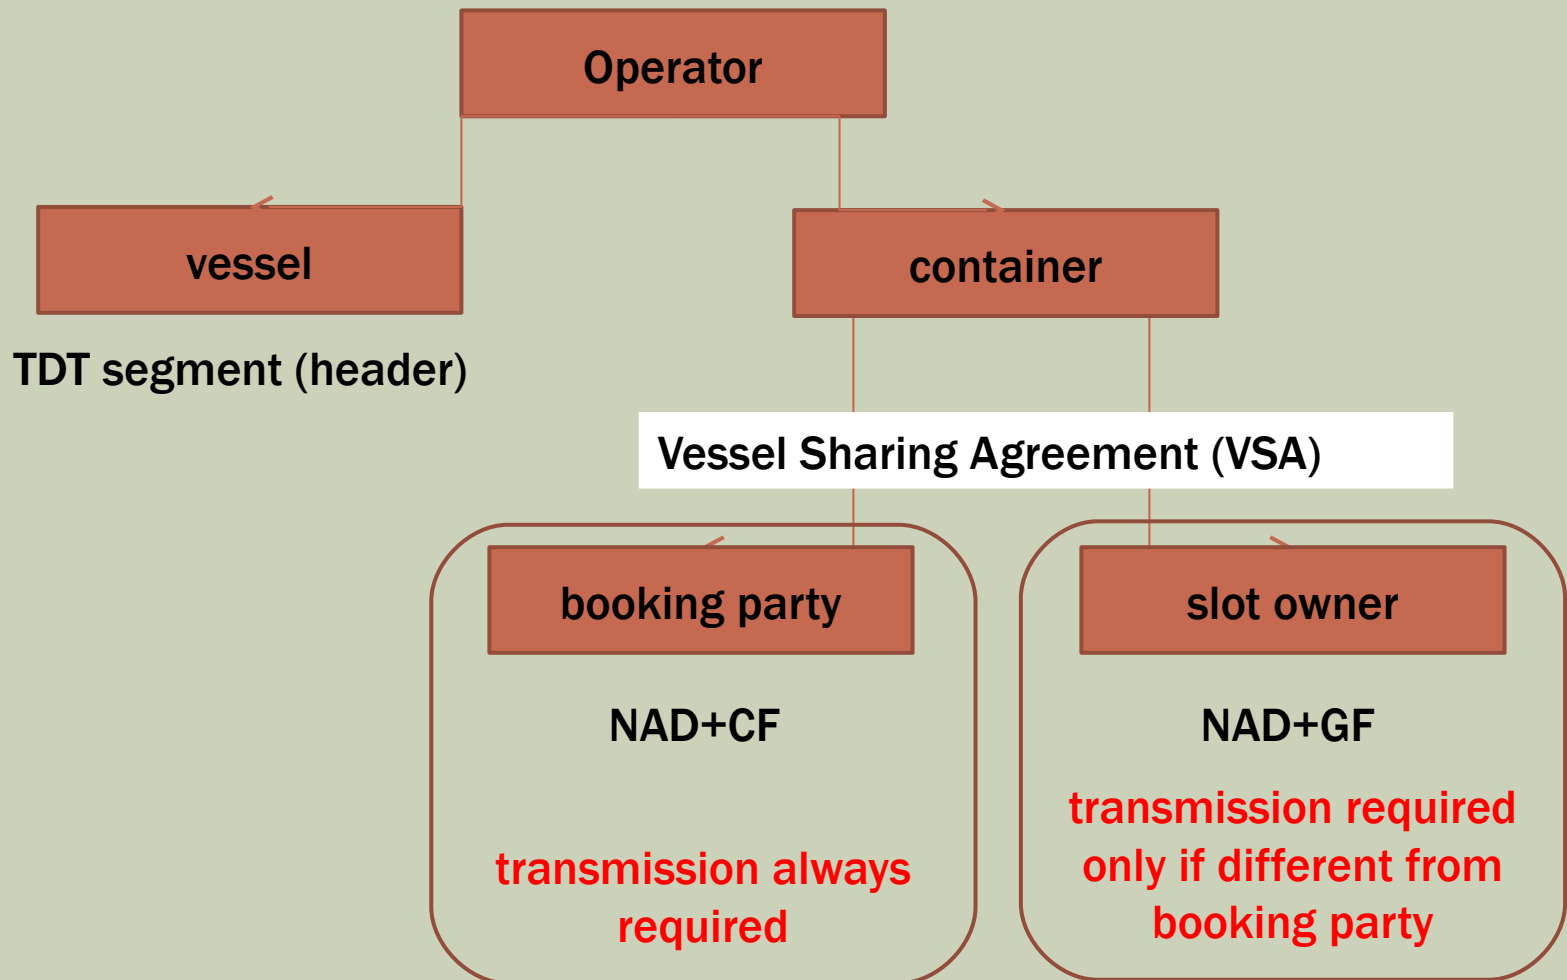 Operator
vessel
container
TDT segment (header)
Vessel Sharing Agreement (VSA)
booking party
slot owner
NAD+CF
NAD+GF
transmission always
required
transmission required
only if different from
booking party